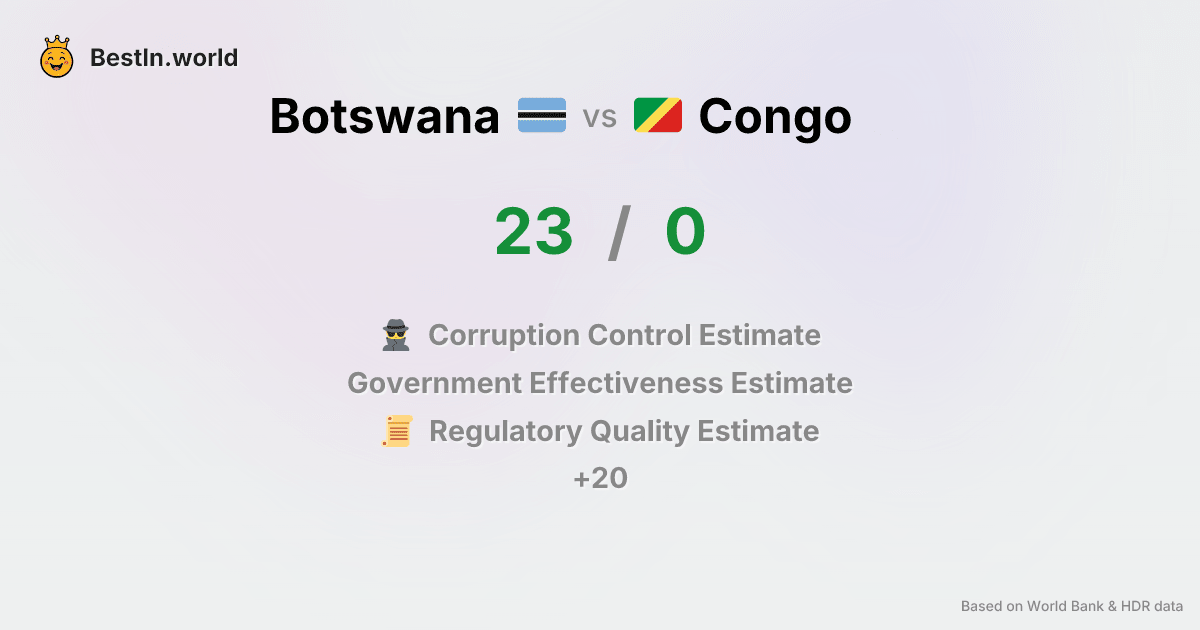 BestIn.world
Botswana vs Congo
23 / 0
Corruption Control Estimate
Government Effectiveness Estimate
Regulatory Quality Estimate
+20
Based on World Bank & HDR data